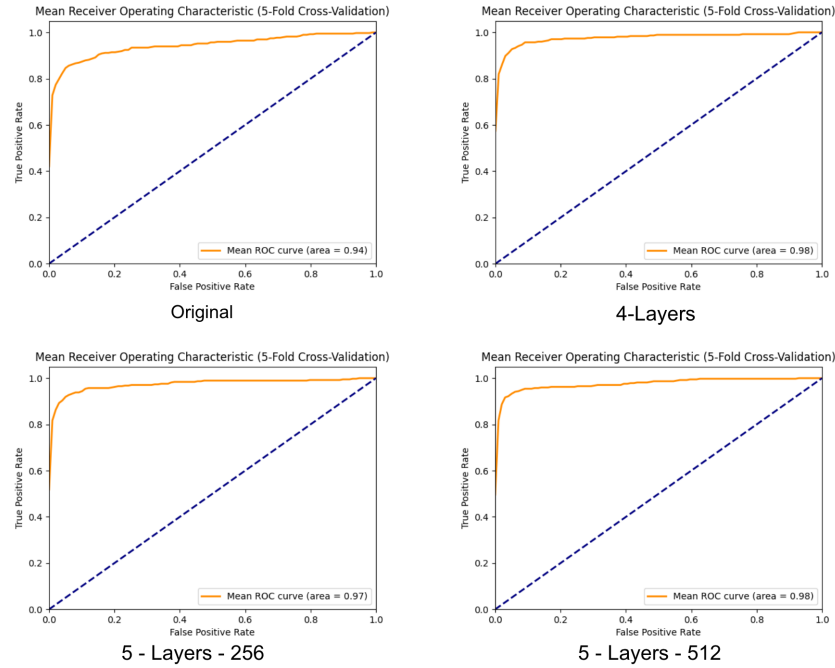 Mean Receiver Operating Characteristic (5-Fold Cross-Validation)
1.0
0.8
0.6
0.4
0.2
0.0
True Positive Rate
Mean ROC curve (area = 0.94)
0.0 0.2 0.4 0.6 0.8 1.0
False Positive Rate
Original
Mean Receiver Operating Characteristic (5-Fold Cross-Validation)
1.0
0.8
0.6
0.4
0.2
0.0
True Positive Rate
Mean ROC curve (area = 0.98)
0.0 0.2 0.4 0.6 0.8 1.0
False Positive Rate
4-Layers
Mean Receiver Operating Characteristic (5-Fold Cross-Validation)
1.0
0.8
0.6
0.4
0.2
0.0
True Positive Rate
Mean ROC curve (area = 0.97)
0.0 0.2 0.4 0.6 0.8 1.0
False Positive Rate
5 - Layers - 256
Mean Receiver Operating Characteristic (5-Fold Cross-Validation)
1.0
0.8
0.6
0.4
0.2
0.0
True Positive Rate
Mean ROC curve (area = 0.98)
0.0 0.2 0.4 0.6 0.8 1.0
False Positive Rate
5 - Layers - 512